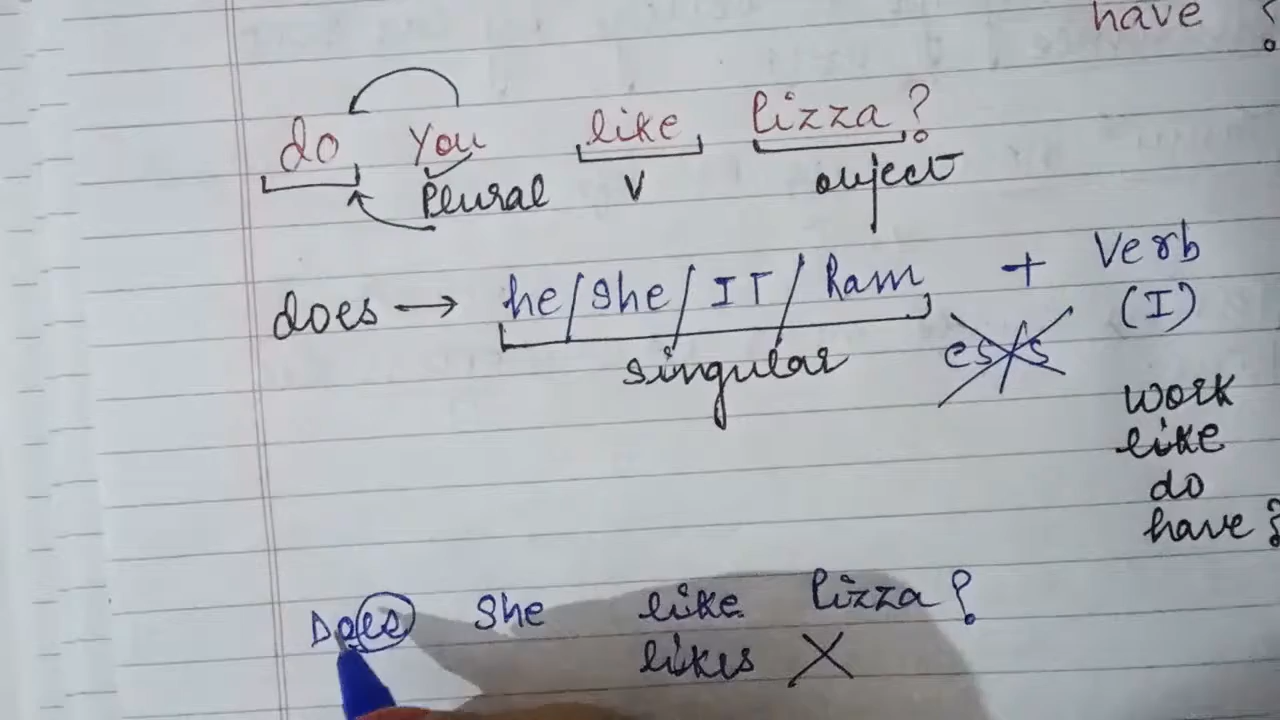 have ?
do You like Pizza?
Plural V object
does → he/She/IT/Ram + Verb
(I)
singular es/s
work
like
do
have ?
Does She like Pizza?
likes X